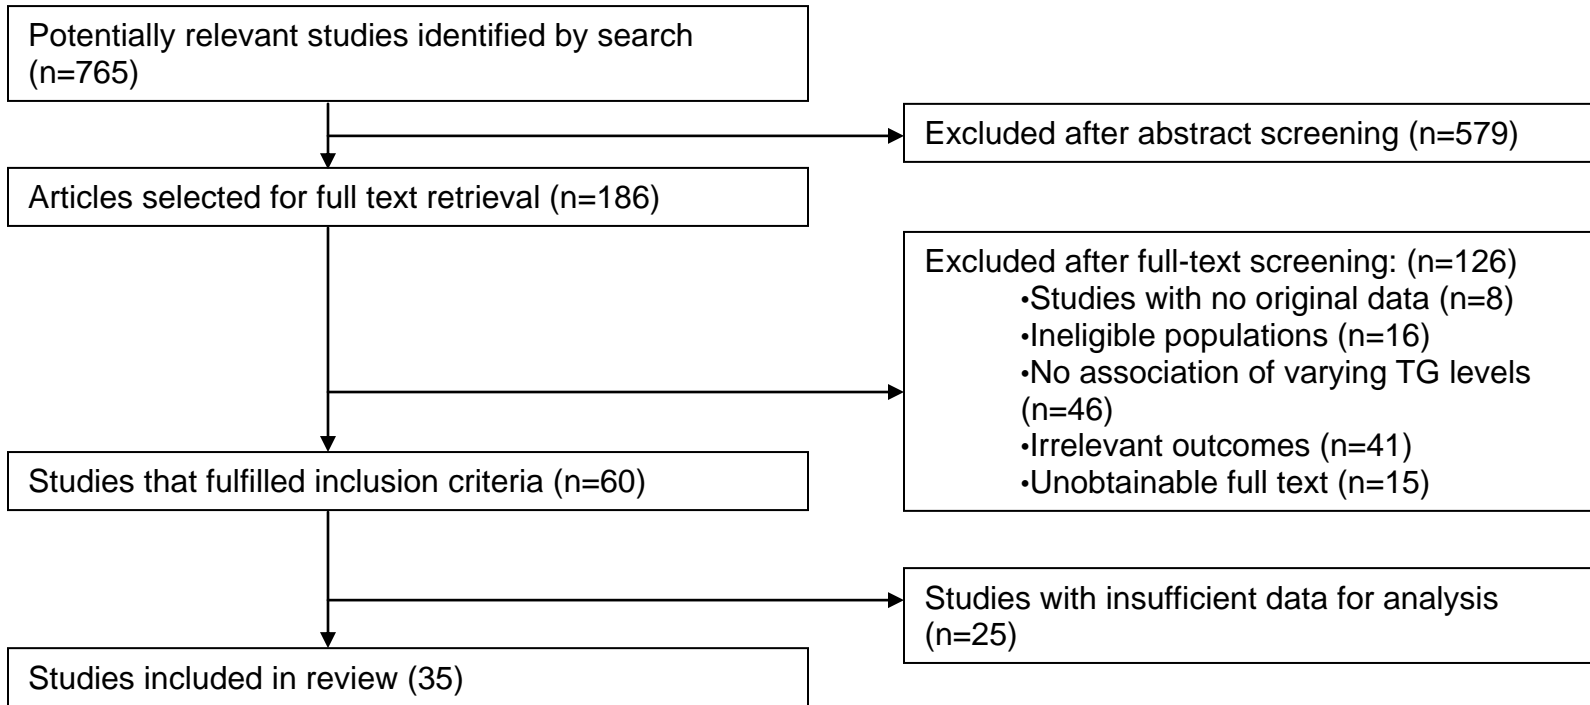 Potentially relevant studies identified by search
(n=765)
Excluded after abstract screening (n=579)
Articles selected for full text retrieval (n=186)
Excluded after full-text screening: (n=126)
•Studies with no original data (n=8)
•Ineligible populations (n=16)
•No association of varying TG levels
(n=46)
•Irrelevant outcomes (n=41)
•Unobtainable full text (n=15)
Studies that fulfilled inclusion criteria (n=60)
Studies with insufficient data for analysis
(n=25)
Studies included in review (35)